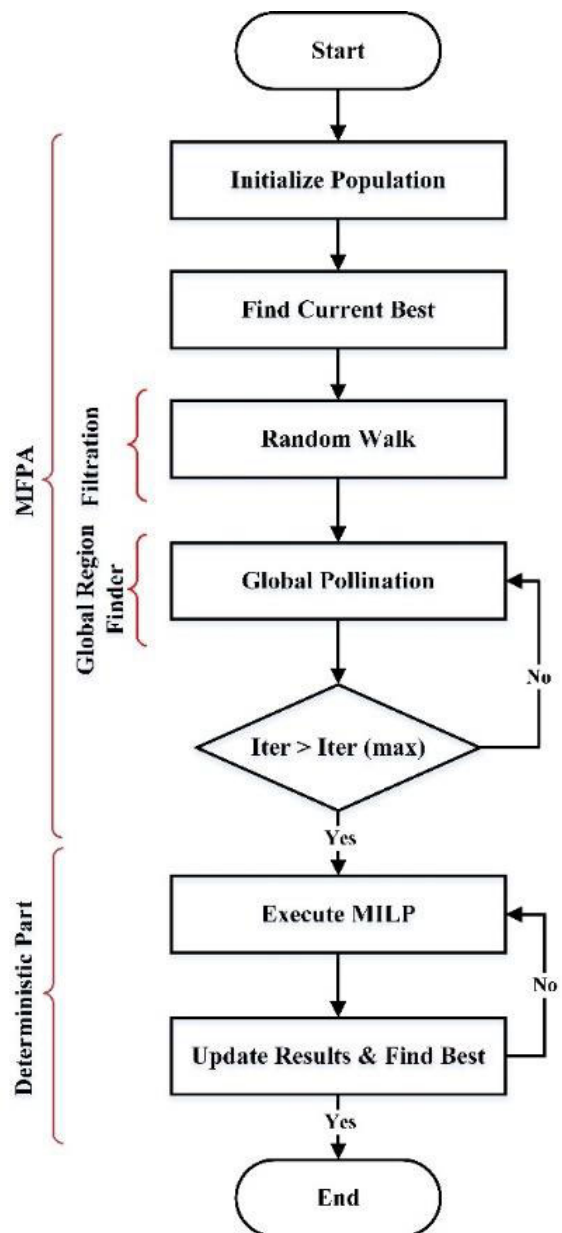 Start
Initialize Population
Find Current Best
Random Walk
Filtration
MFPA
Global Pollination
Global Region
Finder
No
Iter > Iter (max)
Yes
Execute MILP
Deterministic Part
No
Update Results & Find Best
Yes
End